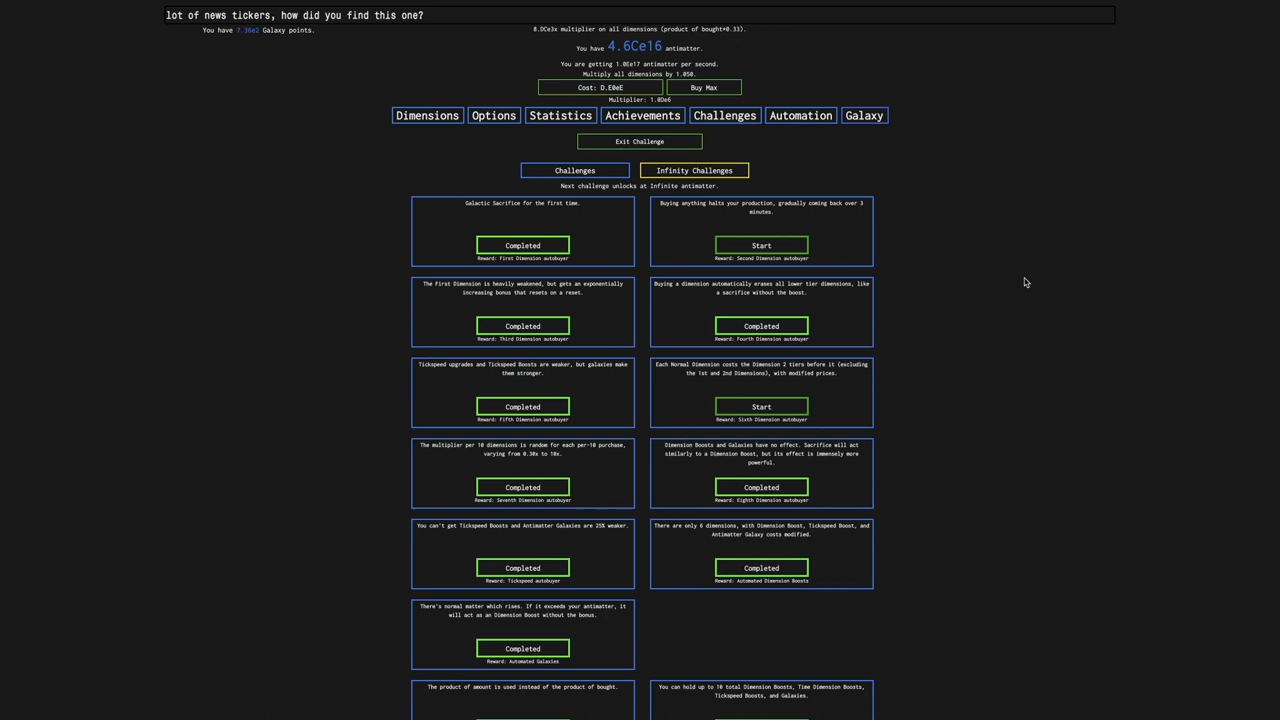 lot of news tickers, how did you find this one?
You have 7.36e2 Galaxy points.
8.DCe3x multiplier on all dimensions (product of bought*0.33).
You have 4.6Ce16 antimatter.
You are getting 1.0Ee17 antimatter per second.
Multiply all dimensions by 1.050.
Cost: D.E0eE
Buy Max
Multiplier: 1.0De6
Dimensions
Options
Statistics
Achievements
Challenges
Automation
Galaxy
Exit Challenge
Challenges
Infinity Challenges
Next challenge unlocks at Infinite antimatter.
Galactic Sacrifice for the first time.
Completed
Reward: First Dimension autobuyer
Buying anything halts your production, gradually coming back over 3
minutes.
Start
Reward: Second Dimension autobuyer
The First Dimension is heavily weakened, but gets an exponentially
increasing bonus that resets on a reset.
Completed
Reward: Third Dimension autobuyer
Buying a dimension automatically erases all lower tier dimensions, like
a sacrifice without the boost.
Completed
Reward: Fourth Dimension autobuyer
Tickspeed upgrades and Tickspeed Boosts are weaker, but galaxies make
them stronger.
Completed
Reward: Fifth Dimension autobuyer
Each Normal Dimension costs the Dimension 2 tiers before it (excluding
the 1st and 2nd Dimensions), with modified prices.
Start
Reward: Sixth Dimension autobuyer
The multiplier per 10 dimensions is random for each per-10 purchase,
varying from 0.30x to 10x.
Completed
Reward: Seventh Dimension autobuyer
Dimension Boosts and Galaxies have no effect. Sacrifice will act
similarly to a Dimension Boost, but its effect is immensely more
powerful.
Completed
Reward: Eighth Dimension autobuyer
You can't get Tickspeed Boosts and Antimatter Galaxies are 25% weaker.
Completed
Reward: Tickspeed autobuyer
There are only 6 dimensions, with Dimension Boost, Tickspeed Boost, and
Antimatter Galaxy costs modified.
Completed
Reward: Automated Dimension Boosts
There's normal matter which rises. If it exceeds your antimatter, it
will act as an Dimension Boost without the bonus.
Completed
Reward: Automated Galaxies
The product of amount is used instead of the product of bought.
You can hold up to 10 total Dimension Boosts, Time Dimension Boosts,
Tickspeed Boosts, and Galaxies.